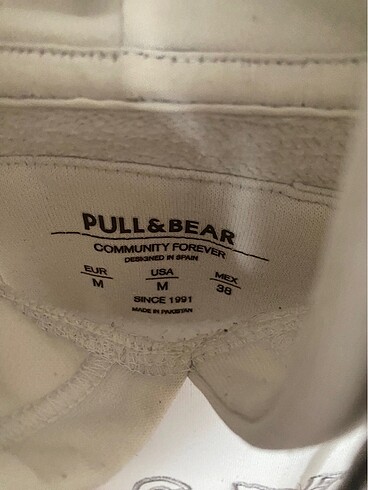 PULL&BEAR
COMMUNITY FOREVER
DESIGNED IN SPAIN
EUR USA MEX
M M 38
SINCE 1991
MADE IN PAKISTAN